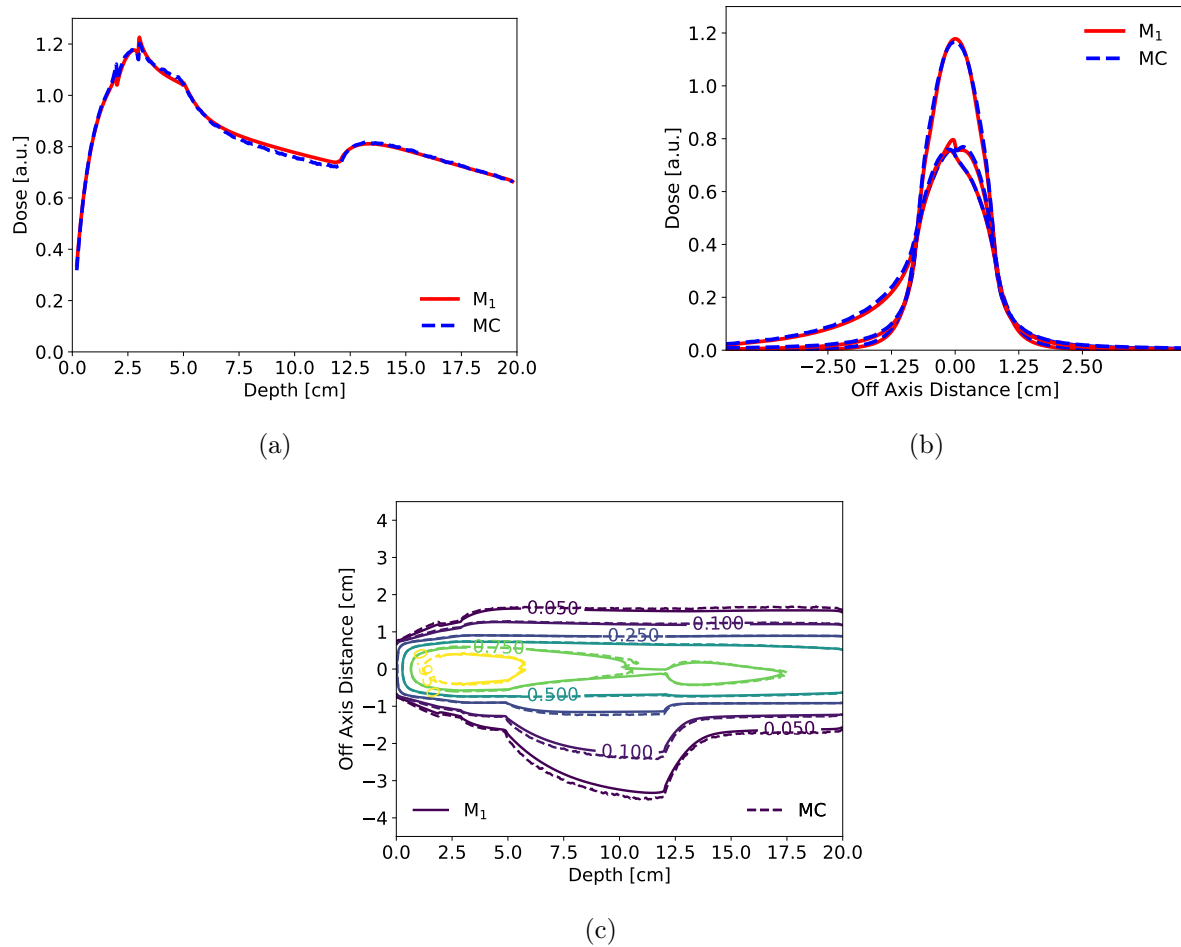 1.2
1.0
0.8
0.6
0.4
0.2
0.0
Dose [a.u.]
M₁
MC
0.0 2.5 5.0 7.5 10.0 12.5 15.0 17.5 20.0
Depth [cm]
(a)
1.2
1.0
0.8
0.6
0.4
0.2
0.0
Dose [a.u.]
M₁
MC
−2.50 −1.25 0.00 1.25 2.50
Off Axis Distance [cm]
(b)
4
3
2
1
0
−1
−2
−3
−4
Off Axis Distance [cm]
0.050
0.100
0.250
0.750
0.500
0.100
0.050
M₁
MC
0.0 2.5 5.0 7.5 10.0 12.5 15.0 17.5 20.0
Depth [cm]
(c)